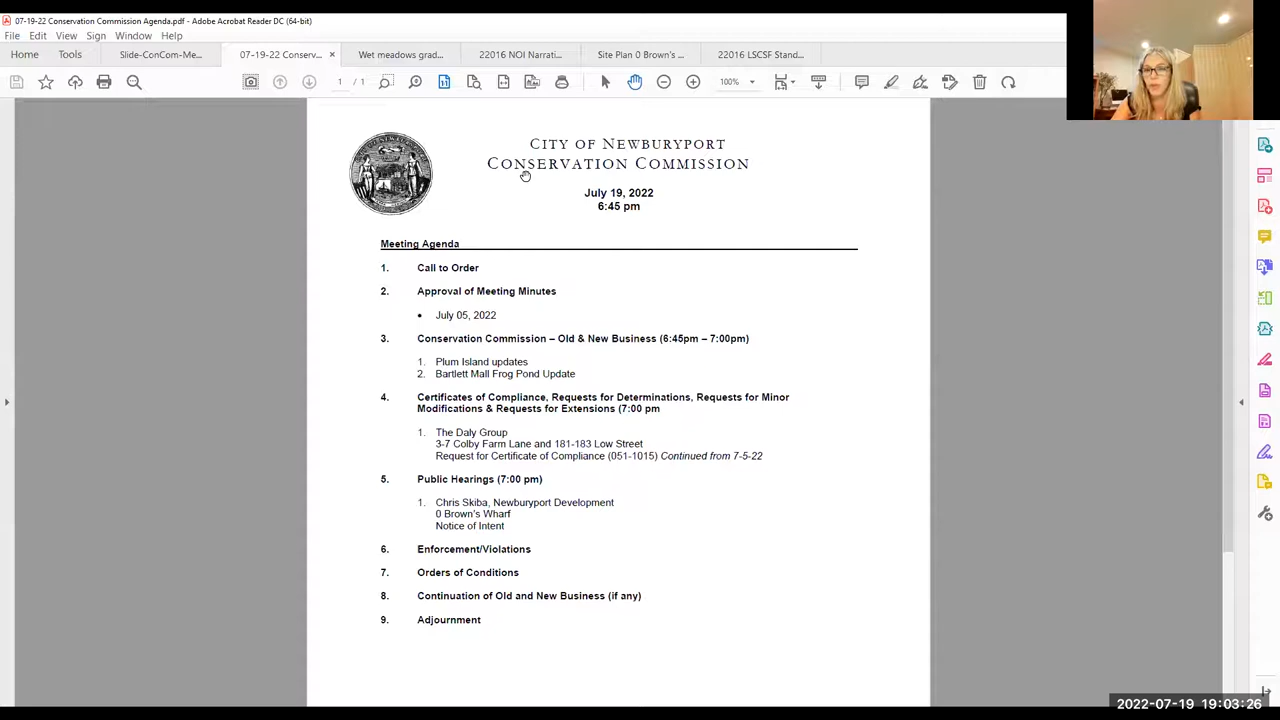 07-19-22 Conservation Commission Agenda.pdf - Adobe Acrobat Reader DC (64-bit)
File Edit View Sign Window Help
Home Tools Slide-ConCom-Me... 07-19-22 Conserv... × Wet meadows grad... 22016 NOI Narrati... Site Plan 0 Brown's ... 22016 LSCSF Stand...
1 / 1 100%
CITY OF NEWBURYPORT
CONSERVATION COMMISSION
July 19, 2022
6:45 pm
Meeting Agenda
1. Call to Order
2. Approval of Meeting Minutes
• July 05, 2022
3. Conservation Commission – Old & New Business (6:45pm – 7:00pm)
1. Plum Island updates
2. Bartlett Mall Frog Pond Update
4. Certificates of Compliance, Requests for Determinations, Requests for Minor
Modifications & Requests for Extensions (7:00 pm
1. The Daly Group
3-7 Colby Farm Lane and 181-183 Low Street
Request for Certificate of Compliance (051-1015) Continued from 7-5-22
5. Public Hearings (7:00 pm)
1. Chris Skiba, Newburyport Development
0 Brown's Wharf
Notice of Intent
6. Enforcement/Violations
7. Orders of Conditions
8. Continuation of Old and New Business (if any)
9. Adjournment
2022-07-19 19:03:26